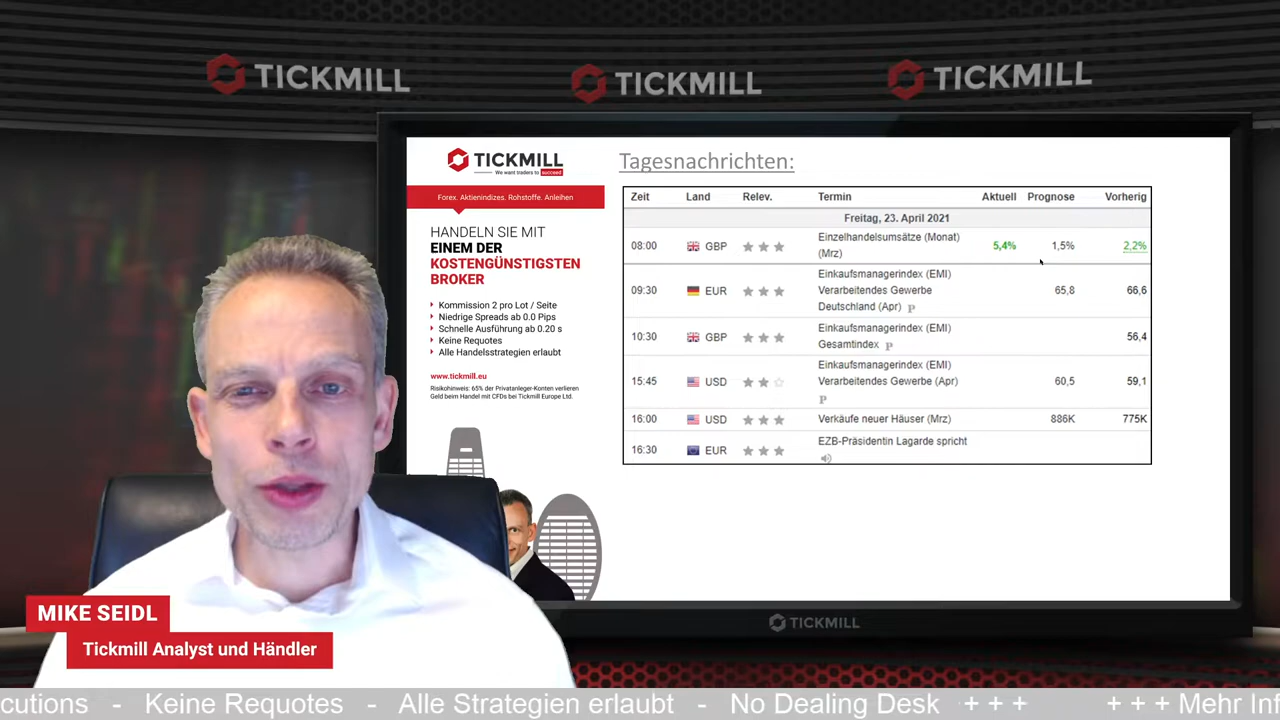 TICKMILL
TICKMILL
TICKMILL
TICKMILL
We want traders to succeed
Forex. Aktienindizes. Rohstoffe. Anleihen
HANDELN SIE MIT
EINEM DER
KOSTENGÜNSTIGSTEN
BROKER
Kommission 2 pro Lot / Seite
Niedrige Spreads ab 0.0 Pips
Schnelle Ausführung ab 0.20 s
Keine Requotes
Alle Handelsstrategien erlaubt
www.tickmill.eu
Risikohinweis: 65% der Privatanleger-Konten verlieren
Geld beim Handel mit CFDs bei Tickmill Europe Ltd.
Tagesnachrichten:
Zeit Land Relev. Termin Aktuell Prognose Vorherig
Freitag, 23. April 2021
08:00 GBP Einzelhandelsumsätze (Monat) 5,4% 1,5% 2,2%
(Mrz)
Einkaufsmanagerindex (EMI)
09:30 EUR Verarbeitendes Gewerbe 65,8 66,6
Deutschland (Apr) P
10:30 GBP Einkaufsmanagerindex (EMI) 56,4
Gesamtindex P
Einkaufsmanagerindex (EMI)
15:45 USD Verarbeitendes Gewerbe (Apr) 60,5 59,1
P
16:00 USD Verkäufe neuer Häuser (Mrz) 886K 775K
16:30 EUR EZB-Präsidentin Lagarde spricht
TICKMILL
MIKE SEIDL
Tickmill Analyst und Händler
cutions - Keine Requotes - Alle Strategien erlaubt - No Dealing Desk + + + + + + Mehr Inf